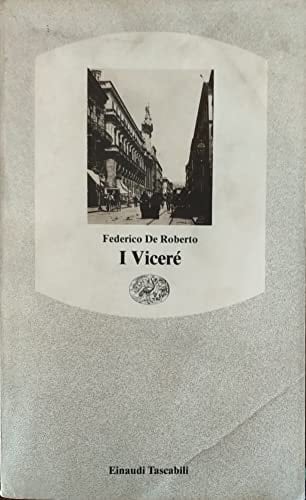 Federico De Roberto
I Viceré
Einaudi Tascabili